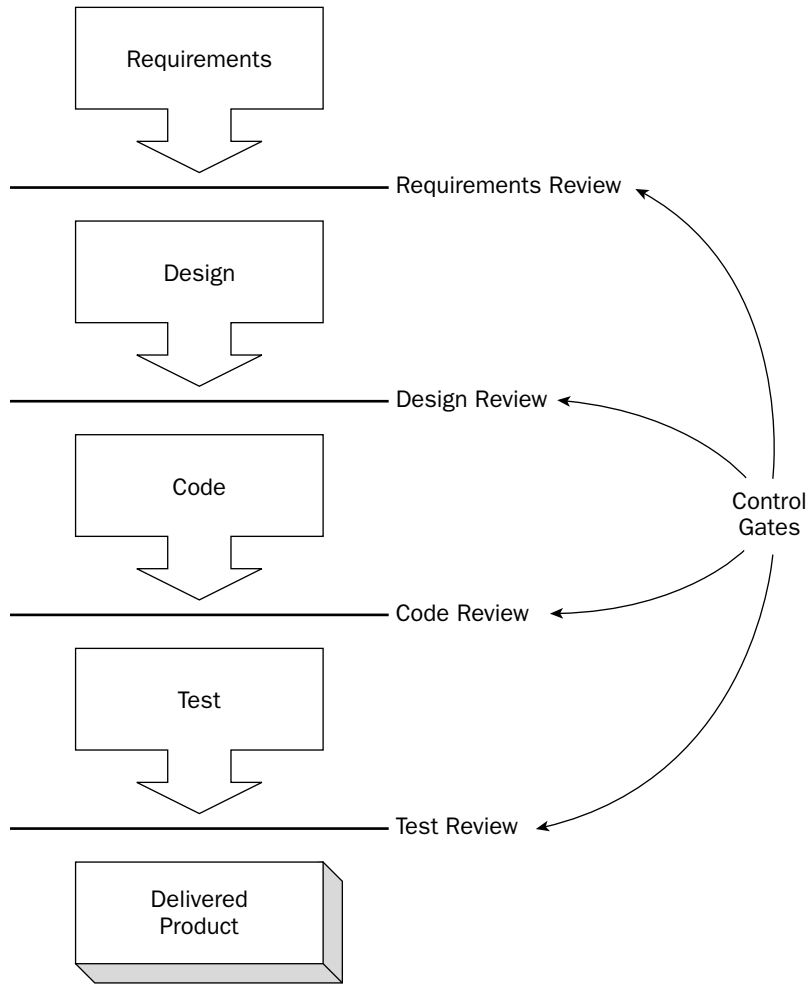 Requirements
Requirements Review
Design
Design Review
Code
Control
Gates
Code Review
Test
Test Review
Delivered
Product